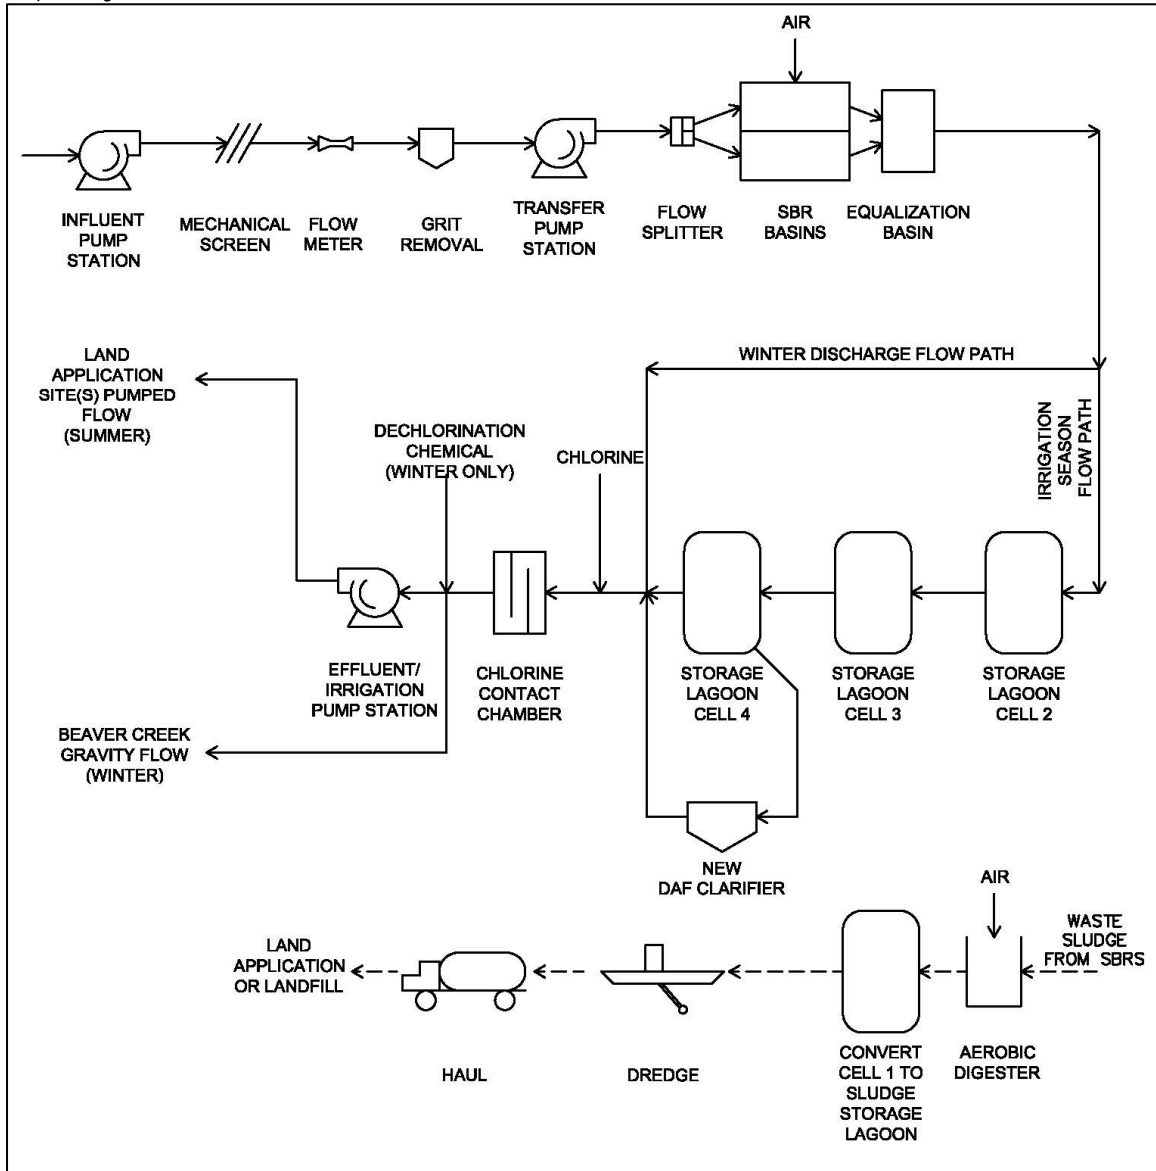 AIR
INFLUENT
PUMP
STATION
MECHANICAL
SCREEN
FLOW
METER
GRIT
REMOVAL
TRANSFER
PUMP
STATION
FLOW
SPLITTER
SBR
BASINS
EQUALIZATION
BASIN
WINTER DISCHARGE FLOW PATH
LAND
APPLICATION
SITE(S) PUMPED
FLOW
(SUMMER)
DECHLORINATION
CHEMICAL
(WINTER ONLY)
CHLORINE
IRRIGATION
SEASON
FLOW PATH
EFFLUENT/
IRRIGATION
PUMP STATION
CHLORINE
CONTACT
CHAMBER
STORAGE
LAGOON
CELL 4
STORAGE
LAGOON
CELL 3
STORAGE
LAGOON
CELL 2
BEAVER CREEK
GRAVITY FLOW
(WINTER)
NEW
DAF CLARIFIER
AIR
WASTE
SLUDGE
FROM SBRS
LAND
APPLICATION
OR LANDFILL
HAUL
DREDGE
CONVERT
CELL 1 TO
SLUDGE
STORAGE
LAGOON
AEROBIC
DIGESTER